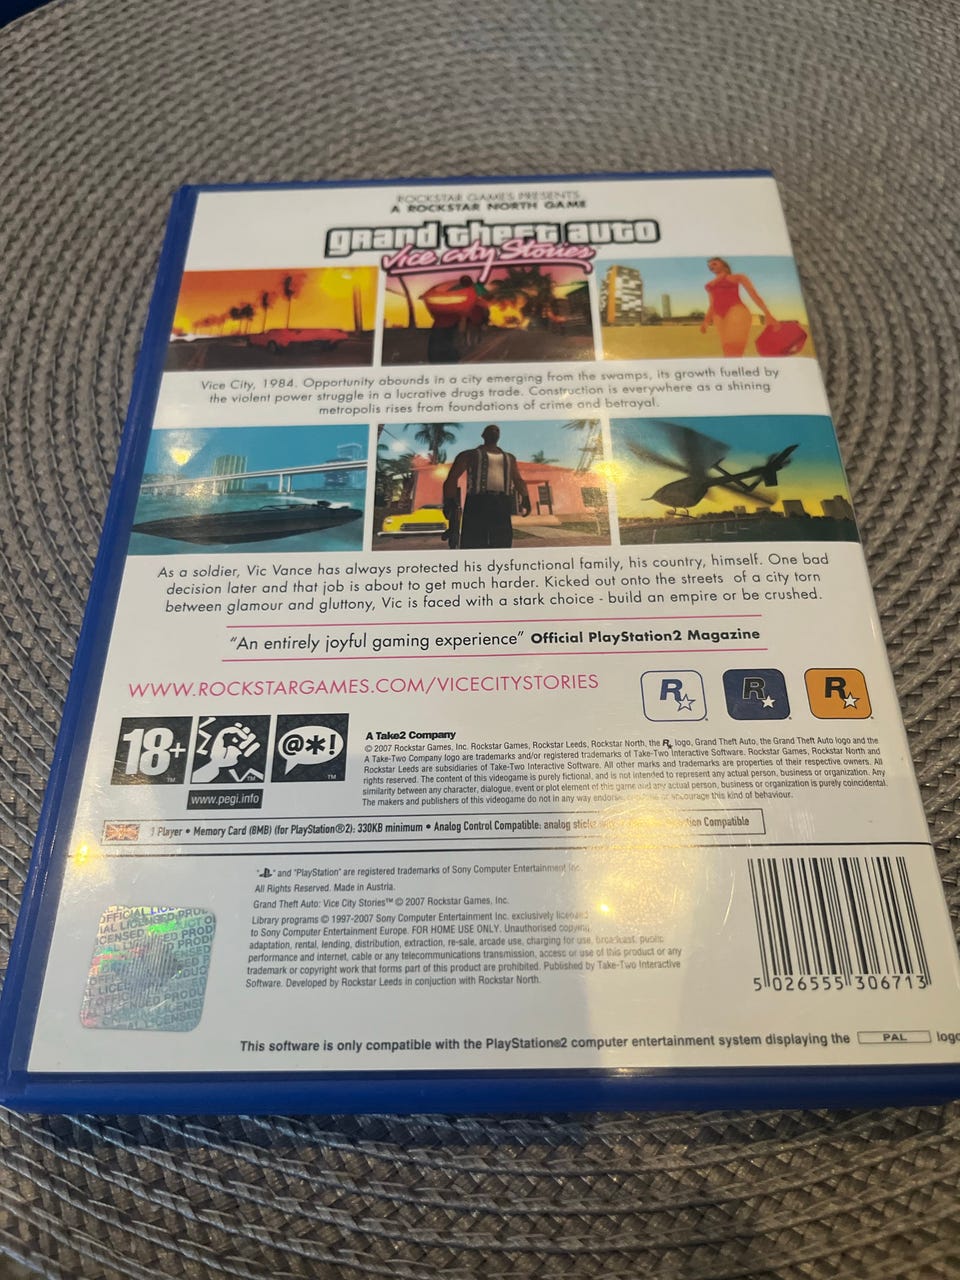 ROCKSTAR GAMES PRESENTS
A ROCKSTAR NORTH GAME
grand theft auto
Vice City Stories
Vice City, 1984. Opportunity abounds in a city emerging from the swamps, its growth fuelled by
the violent power struggle in a lucrative drugs trade. Construction is everywhere as a shining
metropolis rises from foundations of crime and betrayal.
As a soldier, Vic Vance has always protected his dysfunctional family, his country, himself. One bad
decision later and that job is about to get much harder. Kicked out onto the streets of a city torn
between glamour and gluttony, Vic is faced with a stark choice - build an empire or be crushed.
"An entirely joyful gaming experience" Official PlayStation2 Magazine
WWW.ROCKSTARGAMES.COM/VICECITYSTORIES
R R R
18+ @*!
www.pegi.info
A Take2 Company
© 2007 Rockstar Games, Inc. Rockstar Games, Rockstar Leeds, Rockstar North, the R logo, Grand Theft Auto, the Grand Theft Auto logo and the
A Take-Two Company logo are trademarks and/or registered trademarks of Take-Two Interactive Software. Rockstar Games, Rockstar North and
Rockstar Leeds are subsidiaries of Take-Two Interactive Software. All other marks and trademarks are properties of their respective owners. All
rights reserved. The content of this videogame is purely fictional, and is not intended to represent any actual person, business or organization. Any
similarity between any character, dialogue, event or plot element of this game and any actual person, business or organization is purely coincidental.
The makers and publishers of this videogame do not in any way endorse, or encourage this kind of behaviour.
1 Player • Memory Card (8MB) (for PlayStation®2): 330KB minimum • Analog Control Compatible: analog sticks Compatible
"PS" and "PlayStation" are registered trademarks of Sony Computer Entertainment Inc.
All Rights Reserved. Made in Austria.
Grand Theft Auto: Vice City Stories™ © 2007 Rockstar Games, Inc.
Library programs © 1997-2007 Sony Computer Entertainment Inc. exclusively licensed
to Sony Computer Entertainment Europe. FOR HOME USE ONLY. Unauthorised copying,
adaptation, rental, lending, distribution, extraction, re-sale, arcade use, charging for use, broadcast, public
performance and internet, cable or any telecommunications transmission, access or use of this product or any
trademark or copyright work that forms part of this product are prohibited. Published by Take-Two Interactive
Software. Developed by Rockstar Leeds in conjuction with Rockstar North.
OFFICIAL LICENSED PRODUCT
5 026555 306713
This software is only compatible with the PlayStation®2 computer entertainment system displaying the PAL logo